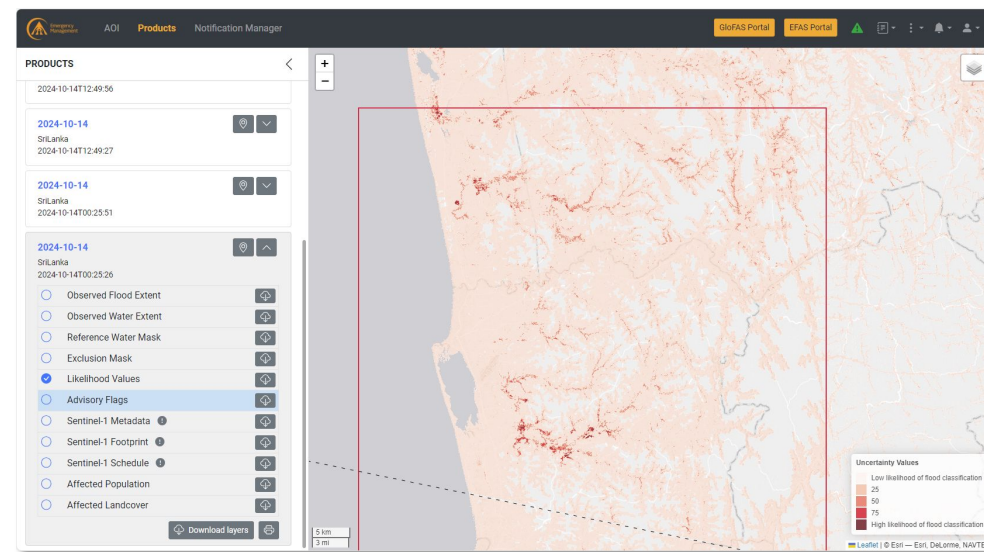 Emergency
Management
AOI
Products
Notification Manager
GloFAS Portal
EFAS Portal
PRODUCTS
2024-10-14T12:49:56
2024-10-14
SriLanka
2024-10-14T12:49:27
2024-10-14
SriLanka
2024-10-14T00:25:51
2024-10-14
SriLanka
2024-10-14T00:25:26
Observed Flood Extent
Observed Water Extent
Reference Water Mask
Exclusion Mask
Likelihood Values
Advisory Flags
Sentinel-1 Metadata
Sentinel-1 Footprint
Sentinel-1 Schedule
Affected Population
Affected Landcover
Download layers
+
−
5 km
3 mi
Uncertainty Values
Low likelihood of flood classification
25
50
75
High likelihood of flood classification
Leaflet | © Esri — Esri, DeLorme, NAVTE